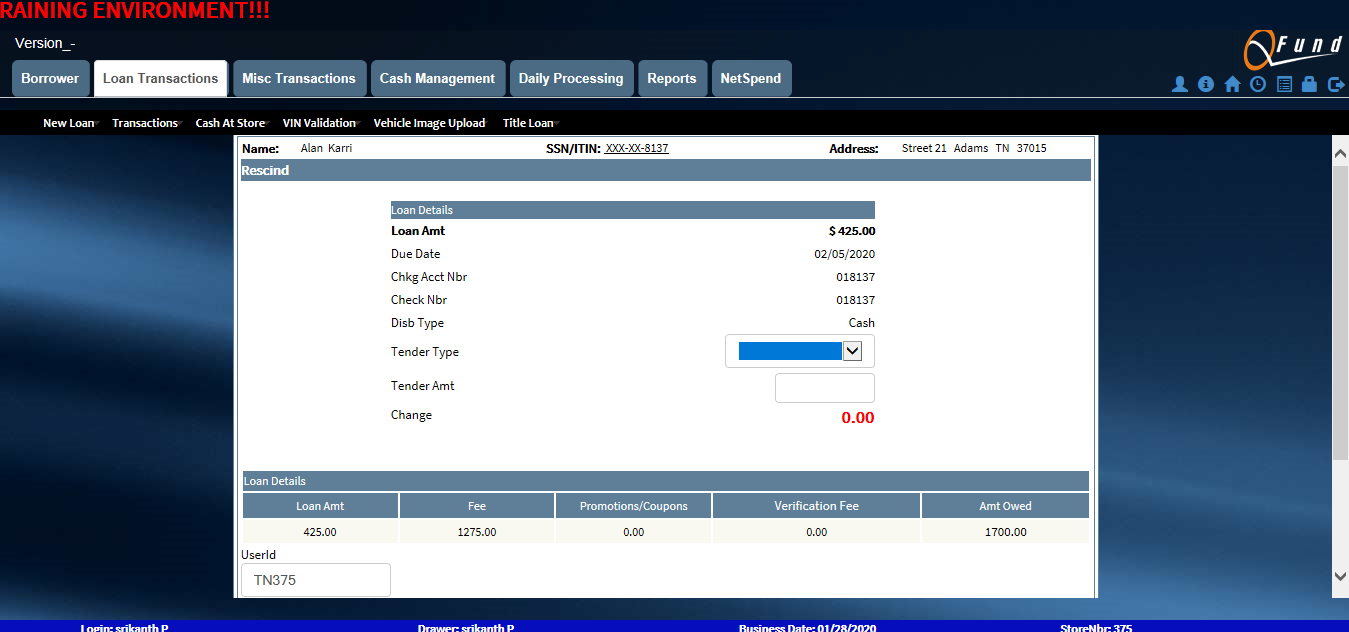 RAINING ENVIRONMENT!!!
Version_-
QFund
Borrower Loan Transactions Misc Transactions Cash Management Daily Processing Reports NetSpend
New Loan Transactions Cash At Store VIN Validation Vehicle Image Upload Title Loan
Name: Alan Karri SSN/ITIN: XXX-XX-8137 Address: Street 21 Adams TN 37015
Rescind
Loan Details
Loan Amt $ 425.00
Due Date 02/05/2020
Chkg Acct Nbr 018137
Check Nbr 018137
Disb Type Cash
Tender Type
Tender Amt
Change 0.00
Loan Details
Loan Amt Fee Promotions/Coupons Verification Fee Amt Owed
425.00 1275.00 0.00 0.00 1700.00
UserId
TN375
Login: srikanth P Drawer: srikanth P Business Date: 01/28/2020 StoreNbr: 375